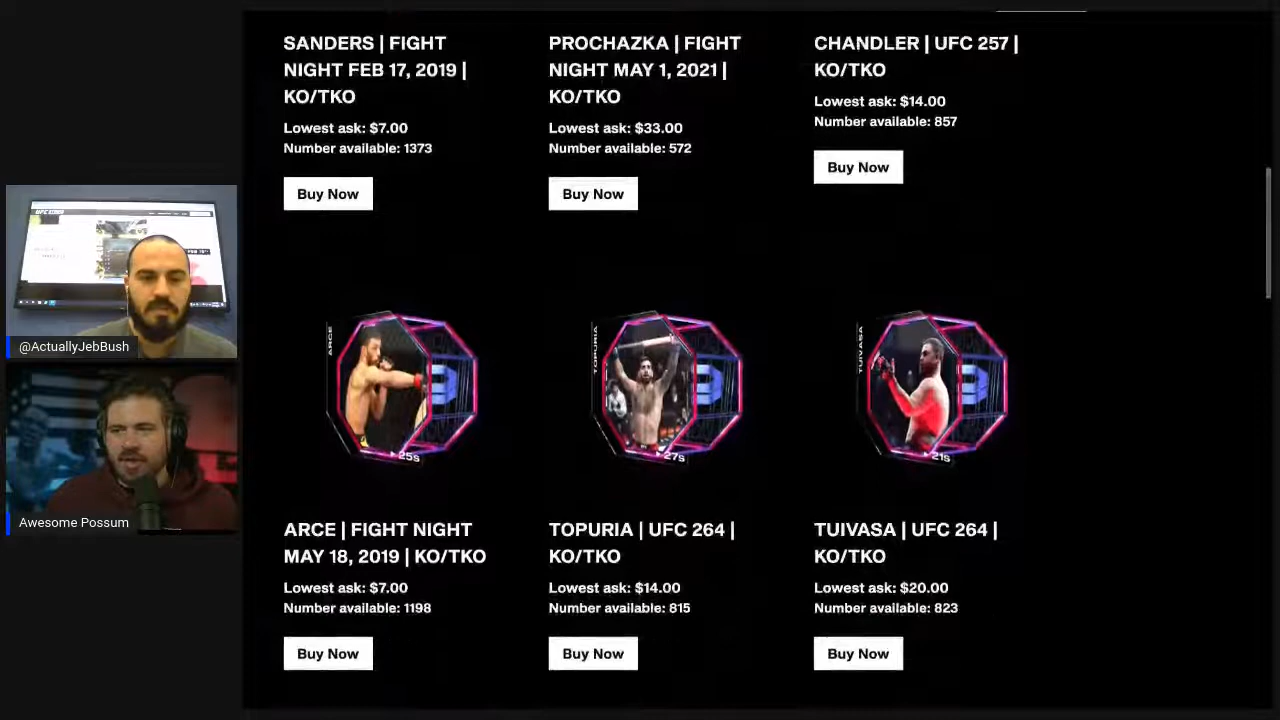 SANDERS | FIGHT
NIGHT FEB 17, 2019 |
KO/TKO
Lowest ask: $7.00
Number available: 1373
Buy Now
PROCHAZKA | FIGHT
NIGHT MAY 1, 2021 |
KO/TKO
Lowest ask: $33.00
Number available: 572
Buy Now
CHANDLER | UFC 257 |
KO/TKO
Lowest ask: $14.00
Number available: 857
Buy Now
@ActuallyJebBush
Awesome Possum
ARCE
25s
ARCE | FIGHT NIGHT
MAY 18, 2019 | KO/TKO
Lowest ask: $7.00
Number available: 1198
Buy Now
TOPURIA
27s
TOPURIA | UFC 264 |
KO/TKO
Lowest ask: $14.00
Number available: 815
Buy Now
TUIVASA
21s
TUIVASA | UFC 264 |
KO/TKO
Lowest ask: $20.00
Number available: 823
Buy Now